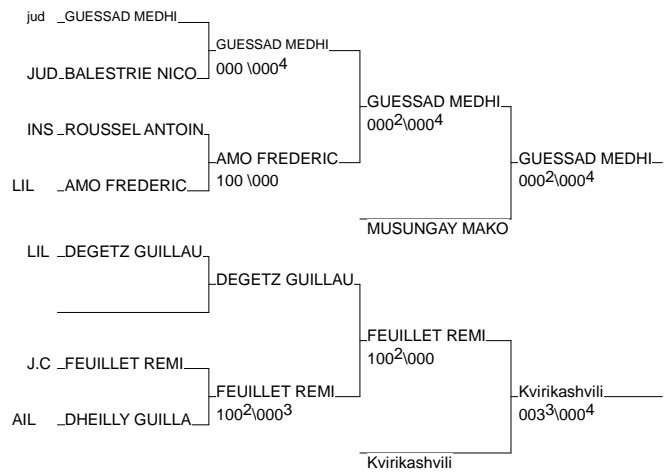 jud GUESSAD MEDHI
GUESSAD MEDHI
000 \000⁴
JUD BALESTRIE NICO
GUESSAD MEDHI
000²\000⁴
INS ROUSSEL ANTOIN
AMO FREDERIC
100 \000
GUESSAD MEDHI
000²\000⁴
LIL AMO FREDERIC
MUSUNGAY MAKO
LIL DEGETZ GUILLAU
DEGETZ GUILLAU
FEUILLET REMI
100²\000
J.C FEUILLET REMI
FEUILLET REMI
100²\000³
Kvirikashvili
003³\000⁴
AIL DHEILLY GUILLA
Kvirikashvili